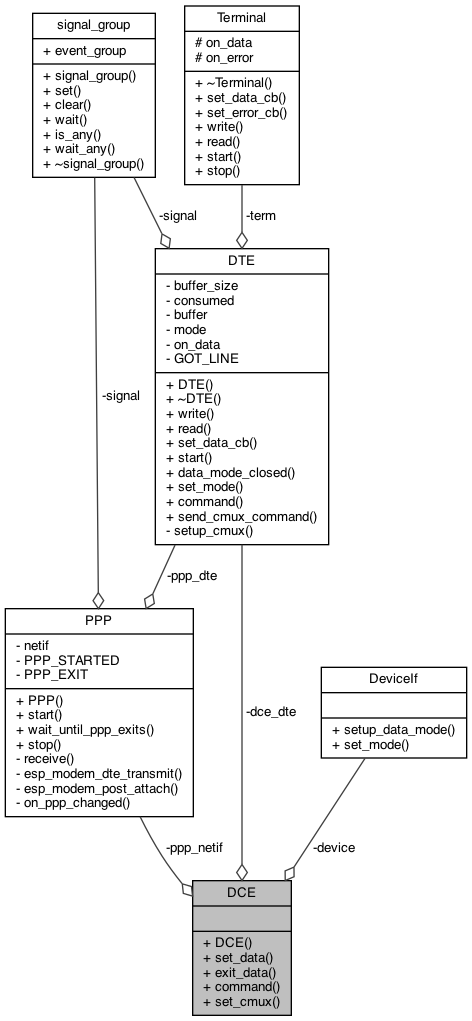 signal_group
+ event_group
+ signal_group()
+ set()
+ clear()
+ wait()
+ is_any()
+ wait_any()
+ ~signal_group()
Terminal
# on_data
# on_error
+ ~Terminal()
+ set_data_cb()
+ set_error_cb()
+ write()
+ read()
+ start()
+ stop()
-signal
-term
DTE
- buffer_size
- consumed
- buffer
- mode
- on_data
- GOT_LINE
+ DTE()
+ ~DTE()
+ write()
+ read()
+ set_data_cb()
+ start()
+ data_mode_closed()
+ set_mode()
+ command()
+ send_cmux_command()
- setup_cmux()
-signal
-ppp_dte
PPP
- netif
- PPP_STARTED
- PPP_EXIT
+ PPP()
+ start()
+ wait_until_ppp_exits()
+ stop()
- receive()
- esp_modem_dte_transmit()
- esp_modem_post_attach()
- on_ppp_changed()
-dce_dte
DeviceIf
+ setup_data_mode()
+ set_mode()
-ppp_netif
-device
DCE
+ DCE()
+ set_data()
+ exit_data()
+ command()
+ set_cmux()